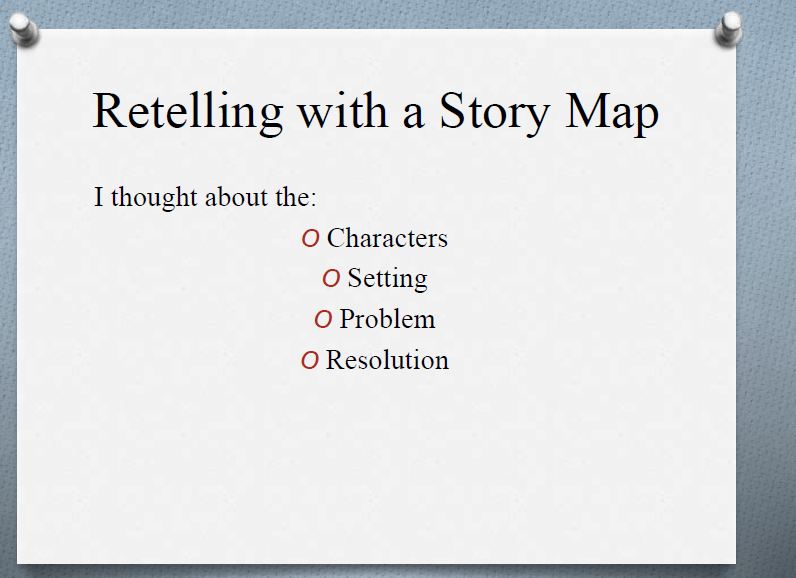 Retelling with a Story Map
I thought about the:
O Characters
O Setting
O Problem
O Resolution